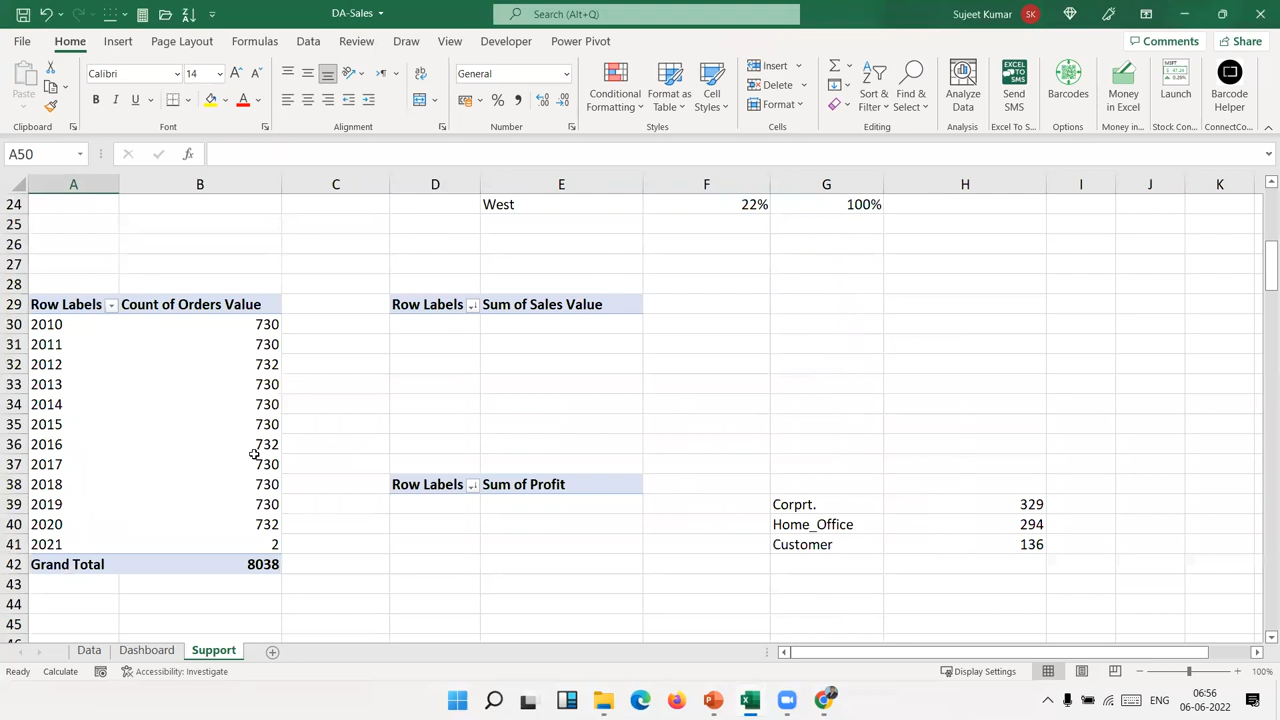 DA-Sales
Search (Alt+Q)
Sujeet Kumar
SK
File Home Insert Page Layout Formulas Data Review View Developer Power Pivot
Comments Share
Paste
Calibri 14
General
B I U
Conditional Formatting
Format as Table
Cell Styles
Insert
Delete
Format
Sort & Filter
Find & Select
Analyze Data
EXCEL TO SMS
Send SMS
Barcodes
Money in Excel
Launch
Barcode Helper
Clipboard Font Alignment Number Styles Cells Editing Analysis Excel To S... Options Money in... Stock Con... ConnectCo...
A50 fx
A B C D E F G H I J K
24 West 22% 100%
25
26
27
28
29 Row Labels Count of Orders Value Row Labels Sum of Sales Value
30 2010 730
31 2011 730
32 2012 732
33 2013 730
34 2014 730
35 2015 730
36 2016 732
37 2017 730
38 2018 730 Row Labels Sum of Profit
39 2019 730 Corprt. 329
40 2020 732 Home_Office 294
41 2021 2 Customer 136
42 Grand Total 8038
43
44
45
Data Dashboard Support
Ready Calculate Accessibility: Investigate Display Settings 100%
ENG
06:56
06-06-2022